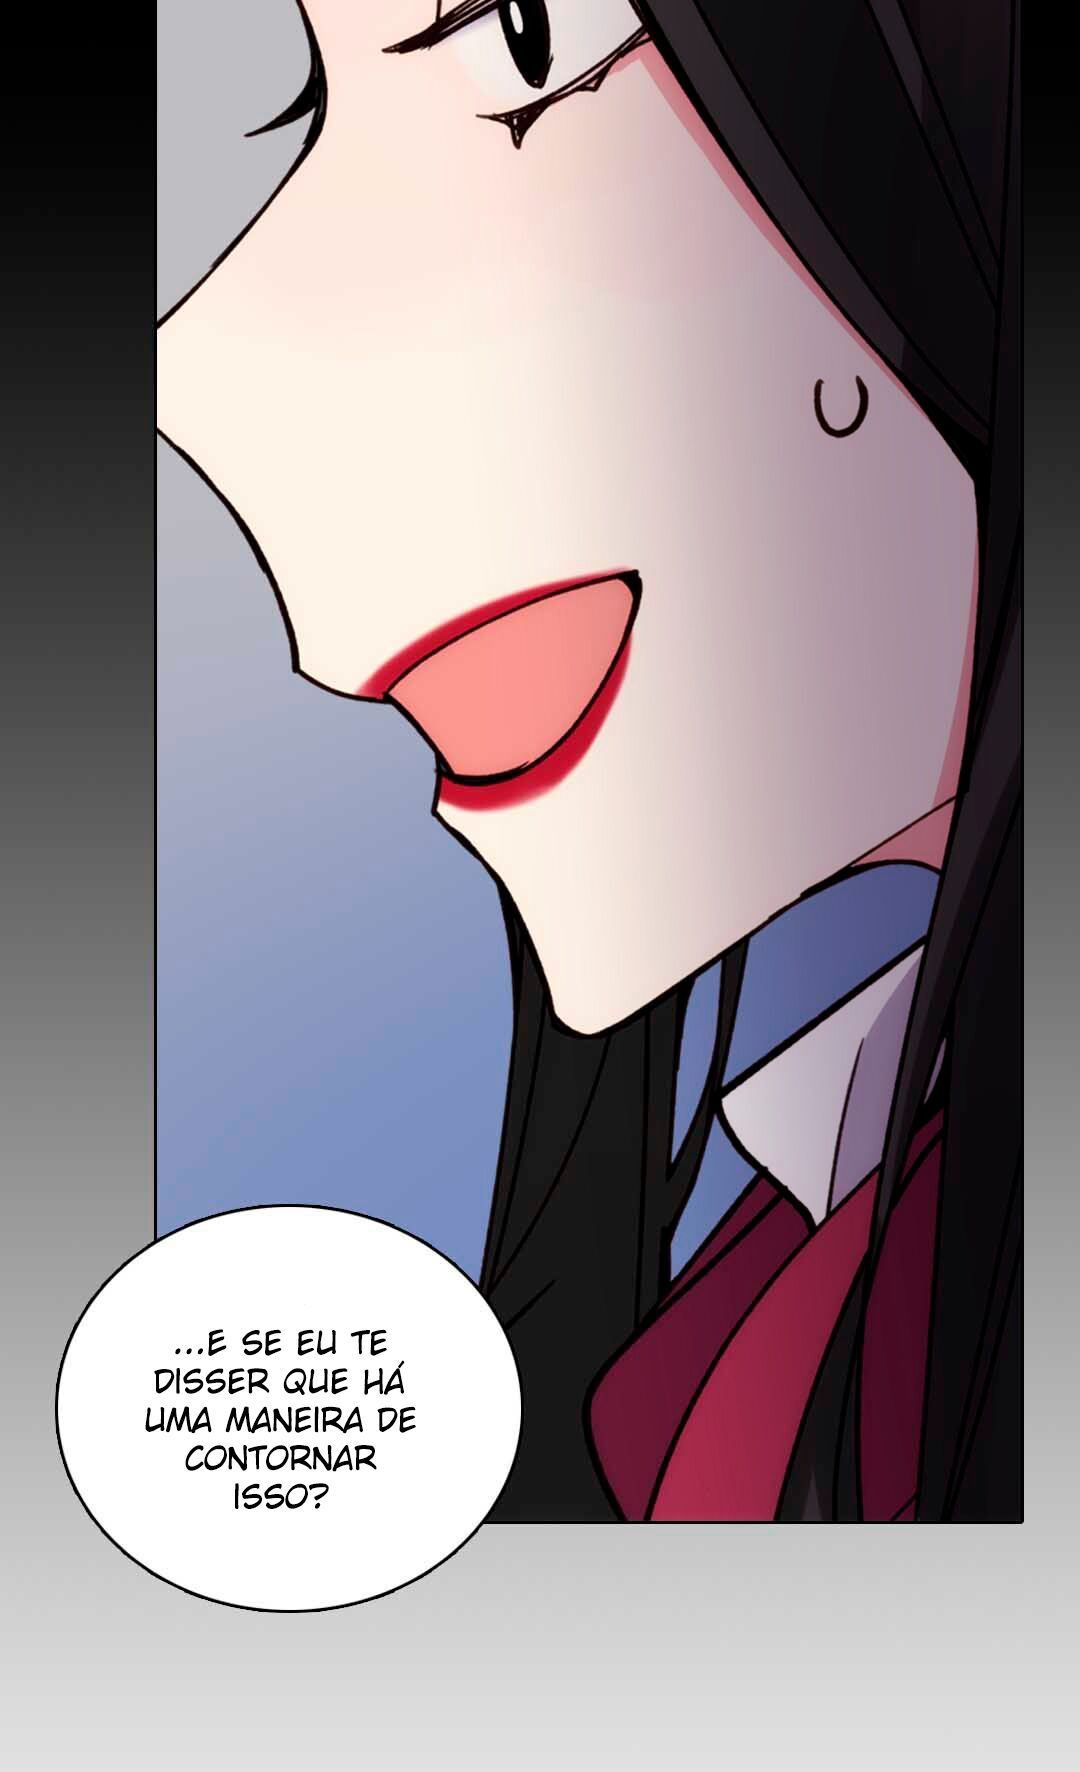 ...E SE EU TE
DISSER QUE HÁ
UMA MANEIRA DE
CONTORNAR
ISSO?